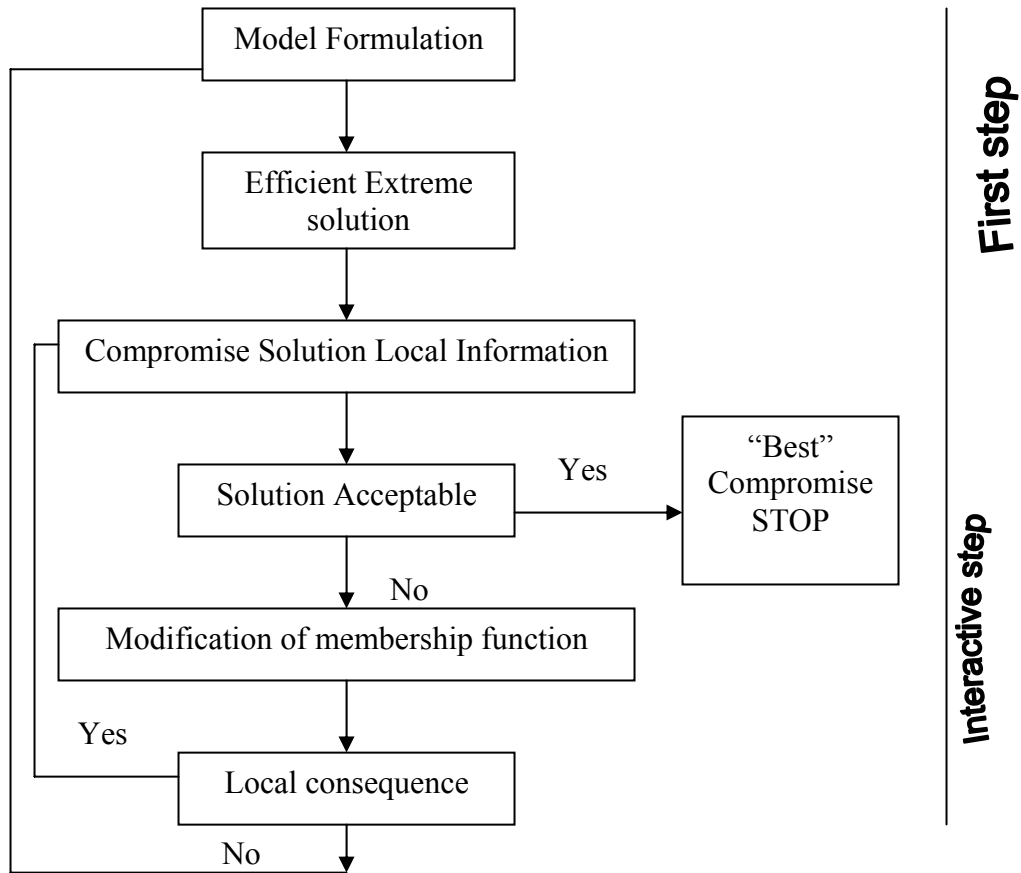 Model Formulation
Efficient Extreme
solution
Compromise Solution Local Information
Solution Acceptable
Yes
“Best”
Compromise
STOP
No
Modification of membership function
Yes
Local consequence
No
First step
Interactive step